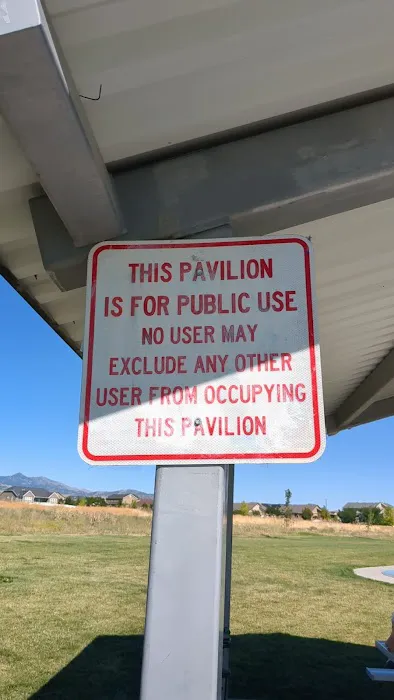 THIS PAVILION
IS FOR PUBLIC USE
NO USER MAY
EXCLUDE ANY OTHER
USER FROM OCCUPYING
THIS PAVILION